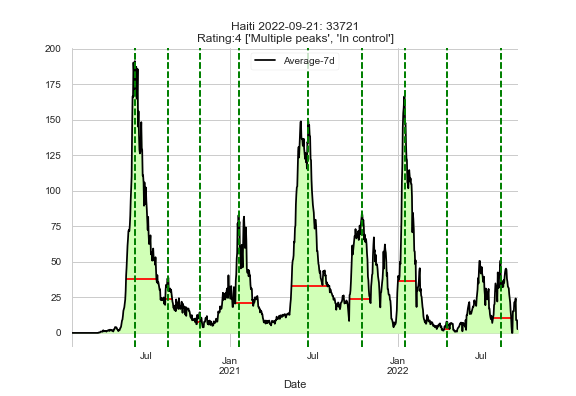 Haiti 2022-09-21: 33721
Rating:4 ['Multiple peaks', 'In control']
Average-7d
200
175
150
125
100
75
50
25
0
Jul
Jan
2021
Jul
Jan
2022
Jul
Date